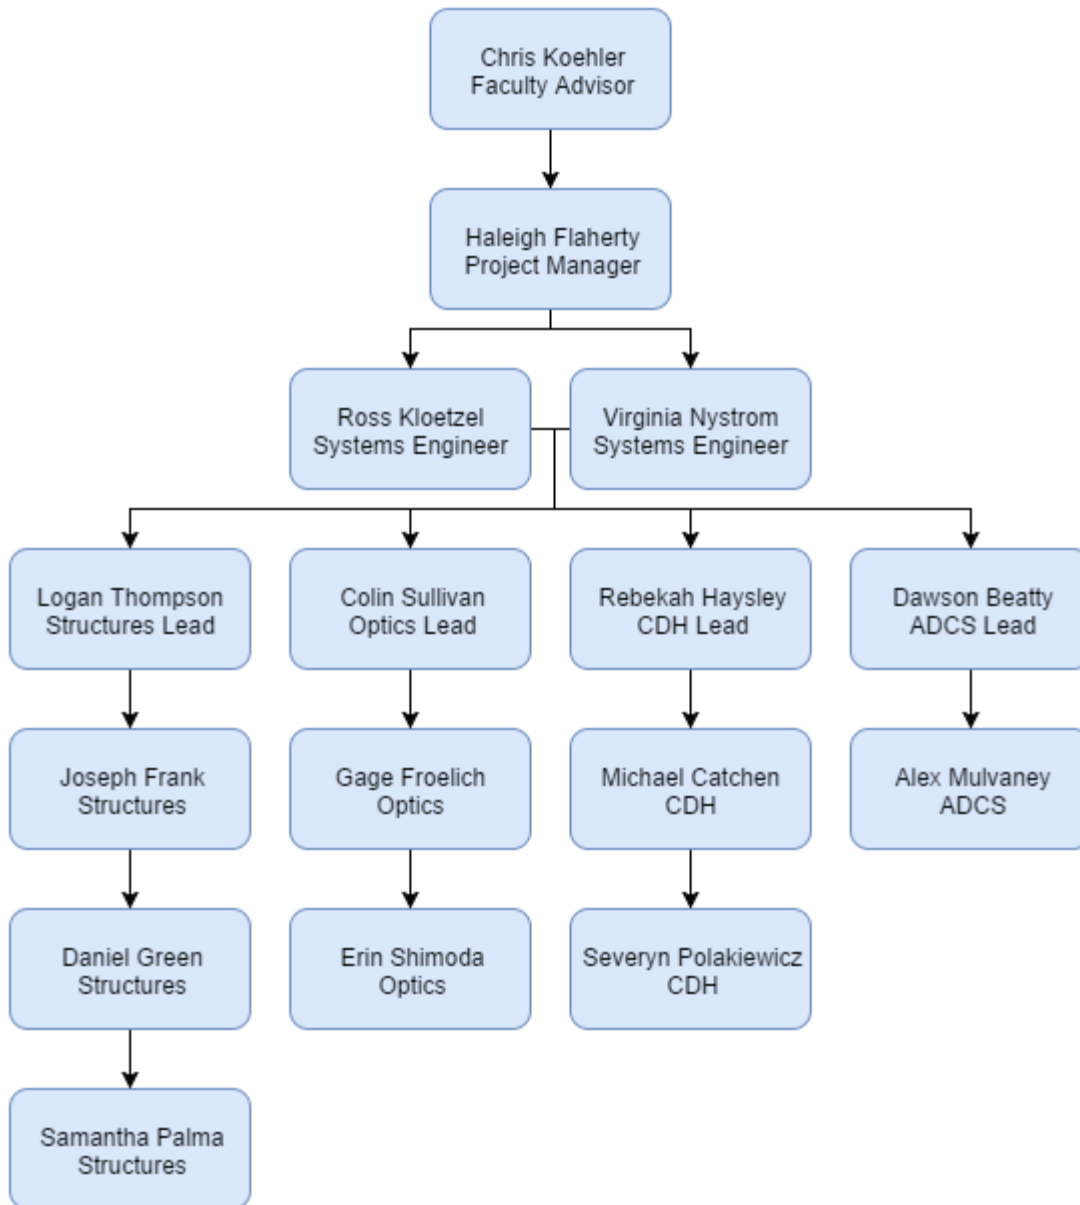 Chris Koehler
Faculty Advisor
Haleigh Flaherty
Project Manager
Ross Kloetzel
Systems Engineer
Virginia Nystrom
Systems Engineer
Logan Thompson
Structures Lead
Colin Sullivan
Optics Lead
Rebekah Haysley
CDH Lead
Dawson Beatty
ADCS Lead
Joseph Frank
Structures
Gage Froelich
Optics
Michael Catchen
CDH
Alex Mulvaney
ADCS
Daniel Green
Structures
Erin Shimoda
Optics
Severyn Polakiewicz
CDH
Samantha Palma
Structures